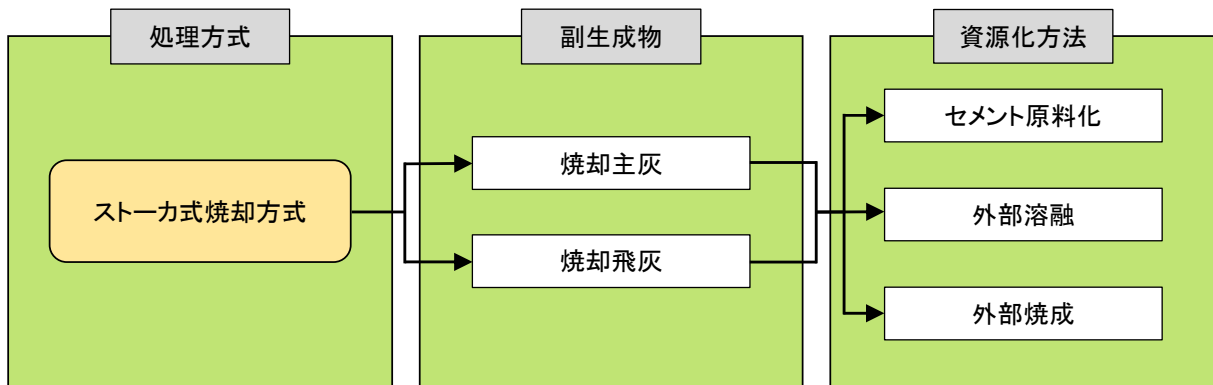 処理方式
副生成物
資源化方法
ストーカ式焼却方式
焼却主灰
焼却飛灰
セメント原料化
外部溶融
外部焼成